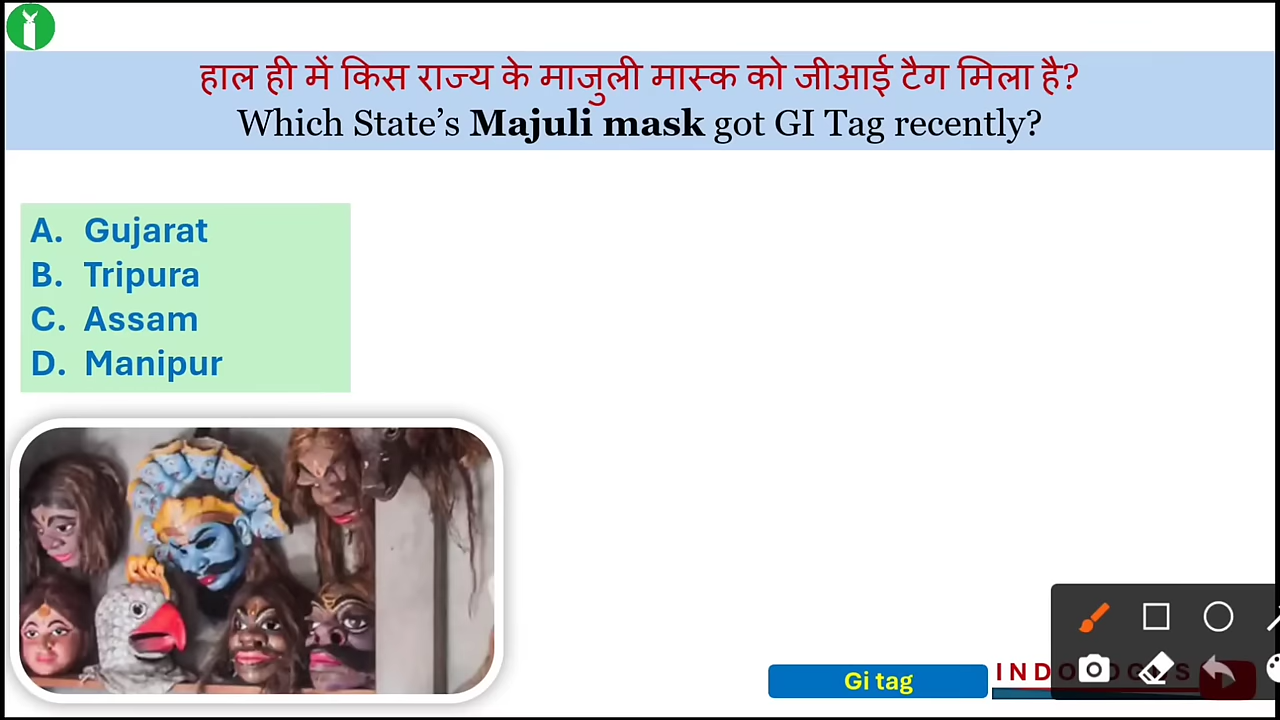 हाल ही में किस राज्य के माजुली मास्क को जीआई टैग मिला है?
Which State’s Majuli mask got GI Tag recently?
A. Gujarat
B. Tripura
C. Assam
D. Manipur
Gi tag